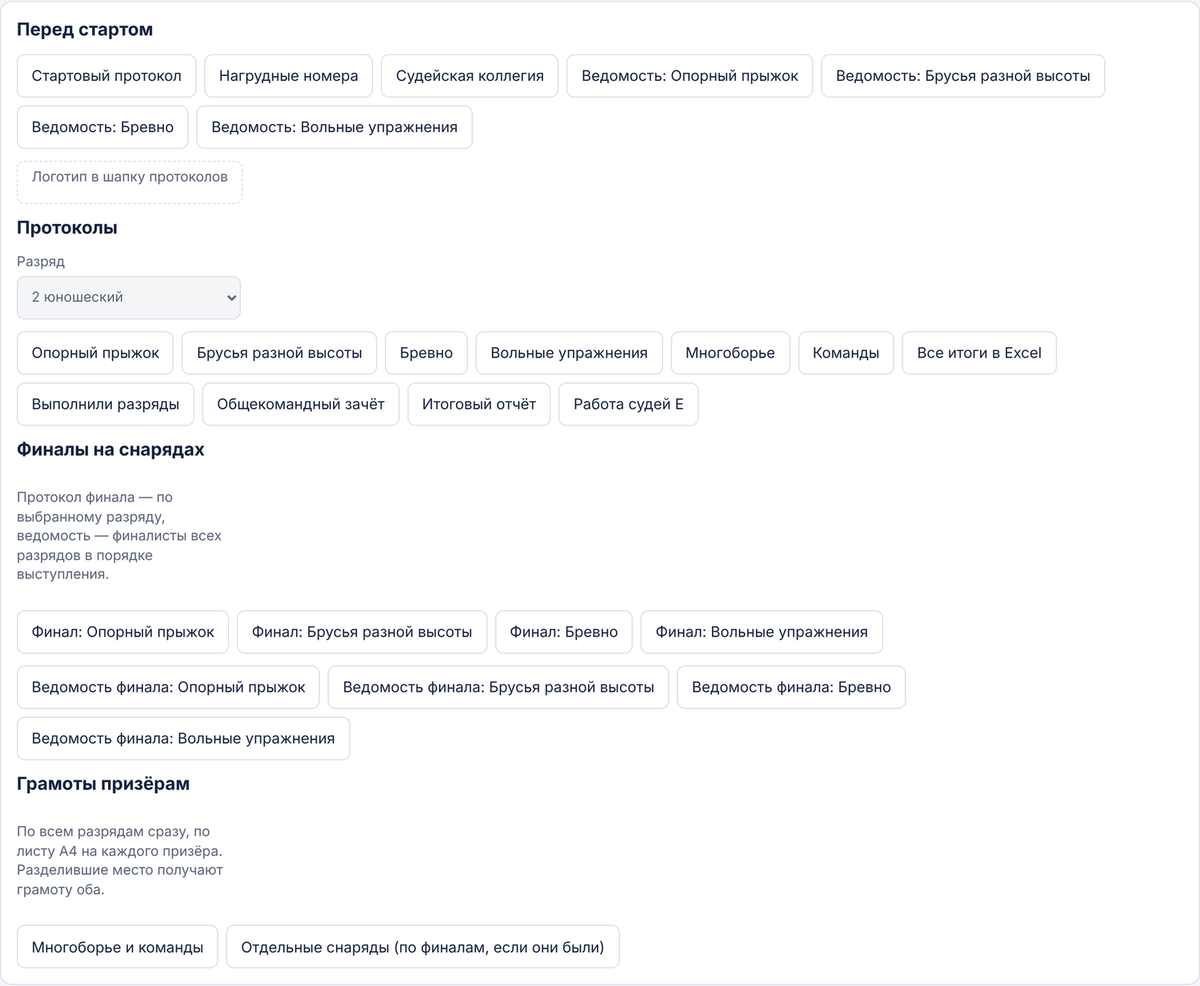 Перед стартом
Стартовый протокол Нагрудные номера Судейская коллегия Ведомость: Опорный прыжок Ведомость: Брусья разной высоты
Ведомость: Бревно Ведомость: Вольные упражнения
Логотип в шапку протоколов
Протоколы
Разряд
2 юношеский
Опорный прыжок Брусья разной высоты Бревно Вольные упражнения Многоборье Команды Все итоги в Excel
Выполнили разряды Общекомандный зачёт Итоговый отчёт Работа судей E
Финалы на снарядах
Протокол финала — по
выбранному разряду,
ведомость — финалисты всех
разрядов в порядке
выступления.
Финал: Опорный прыжок Финал: Брусья разной высоты Финал: Бревно Финал: Вольные упражнения
Ведомость финала: Опорный прыжок Ведомость финала: Брусья разной высоты Ведомость финала: Бревно
Ведомость финала: Вольные упражнения
Грамоты призёрам
По всем разрядам сразу, по
листу А4 на каждого призёра.
Разделившие место получают
грамоту оба.
Многоборье и команды Отдельные снаряды (по финалам, если они были)